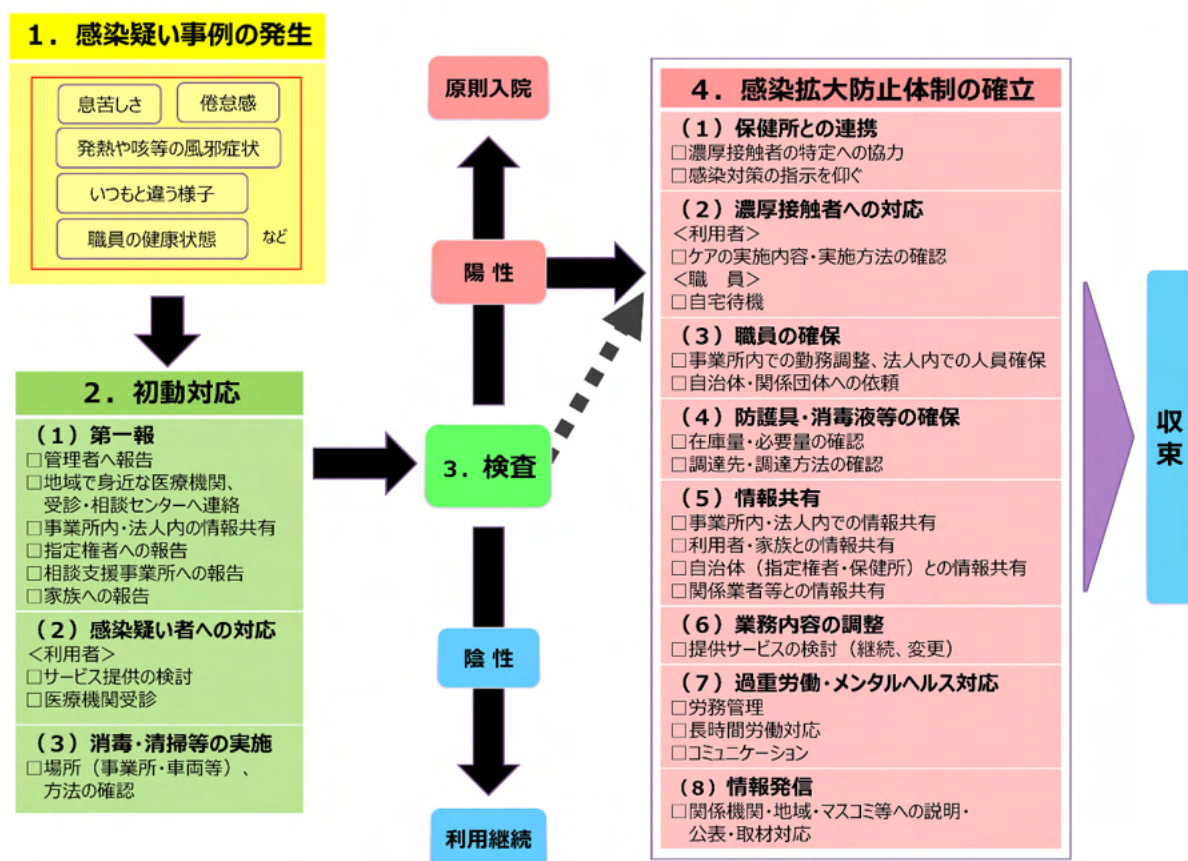 1．感染疑い事例の発生
息苦しさ
倦怠感
発熱や咳等の風邪症状
いつもと違う様子
職員の健康状態
など
2．初動対応
（1）第一報
□管理者へ報告
□地域で身近な医療機関、
受診・相談センターへ連絡
□事業所内・法人内の情報共有
□指定権者への報告
□相談支援事業所への報告
□家族への報告
（2）感染疑い者への対応
＜利用者＞
□サービス提供の検討
□医療機関受診
（3）消毒・清掃等の実施
□場所（事業所・車両等）、
方法の確認
原則入院
陽 性
3．検査
陰 性
利用継続
4．感染拡大防止体制の確立
（1）保健所との連携
□濃厚接触者の特定への協力
□感染対策の指示を仰ぐ
（2）濃厚接触者への対応
＜利用者＞
□ケアの実施内容・実施方法の確認
＜職　員＞
□自宅待機
（3）職員の確保
□事業所内での勤務調整、法人内での人員確保
□自治体・関係団体への依頼
（4）防護具・消毒液等の確保
□在庫量・必要量の確認
□調達先・調達方法の確認
（5）情報共有
□事業所内・法人内での情報共有
□利用者・家族との情報共有
□自治体（指定権者・保健所）との情報共有
□関係業者等との情報共有
（6）業務内容の調整
□提供サービスの検討（継続、変更）
（7）過重労働・メンタルヘルス対応
□労務管理
□長時間労働対応
□コミュニケーション
（8）情報発信
□関係機関・地域・マスコミ等への説明・
公表・取材対応
収束